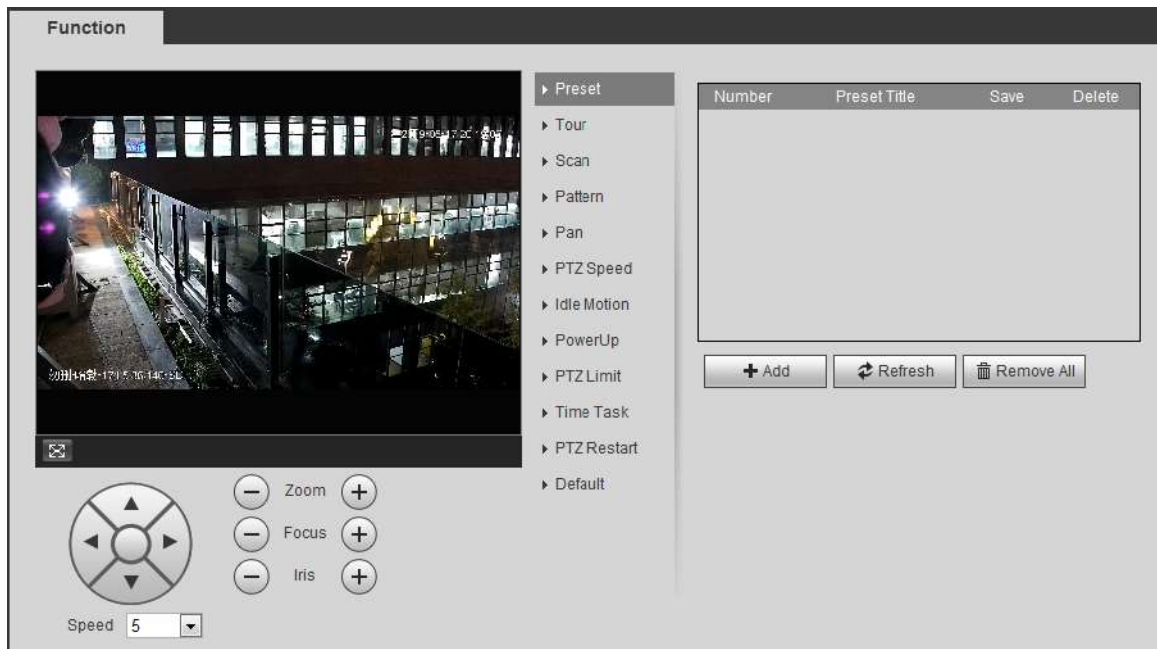 Function
Preset
Tour
Scan
Pattern
Pan
PTZ Speed
Idle Motion
PowerUp
PTZ Limit
Time Task
PTZ Restart
Default
Number Preset Title Save Delete
Add Refresh Remove All
Zoom
Focus
Iris
Speed 5